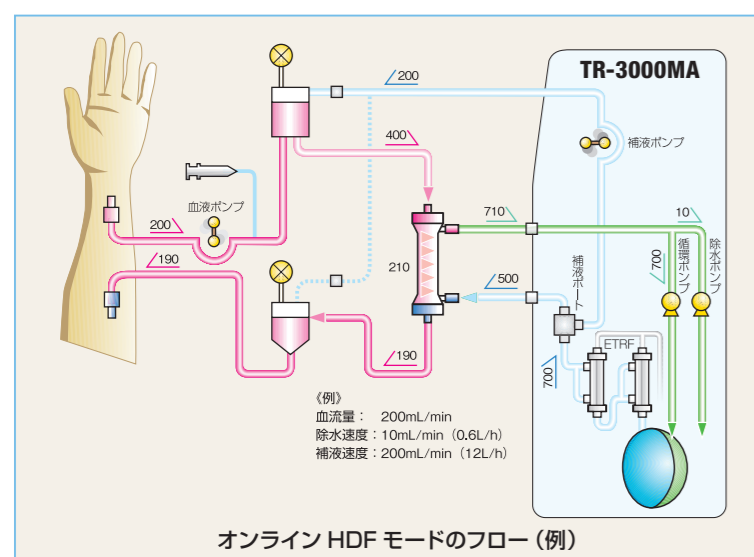 TR-3000MA
200
補液ポンプ
400
血液ポンプ
200
190
710
10
210
500
700
循環ポンプ
除水ポンプ
補液ポート
ETRF
190
700
《例》
血流量： 200mL/min
除水速度：10mL/min（0.6L/h）
補液速度：200mL/min（12L/h）
オンライン HDF モードのフロー（例）